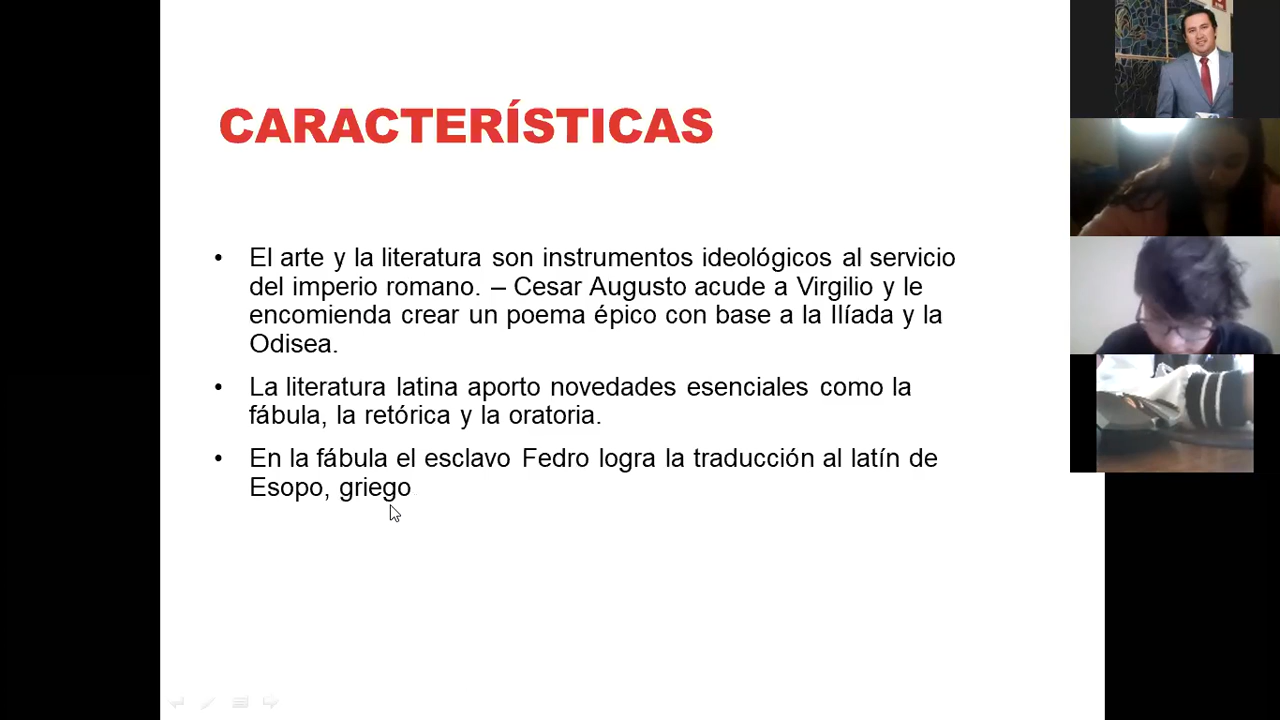 CARACTERÍSTICAS
• El arte y la literatura son instrumentos ideológicos al servicio
del imperio romano. – Cesar Augusto acude a Virgilio y le
encomienda crear un poema épico con base a la Ilíada y la
Odisea.
• La literatura latina aporto novedades esenciales como la
fábula, la retórica y la oratoria.
• En la fábula el esclavo Fedro logra la traducción al latín de
Esopo, griego